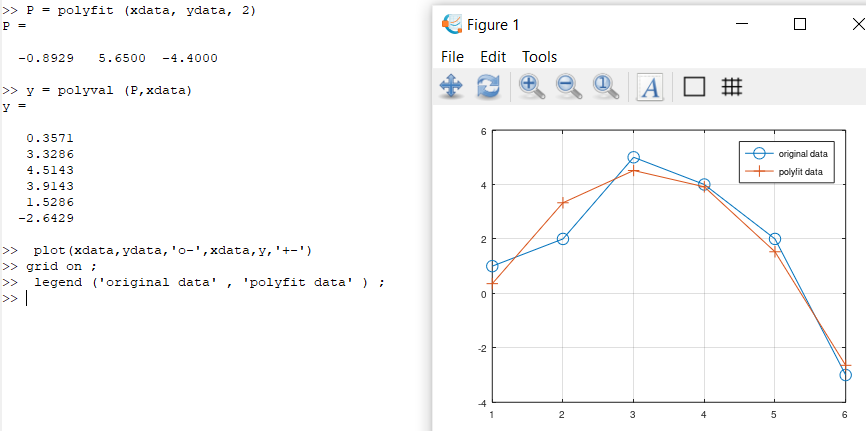 >> P = polyfit (xdata, ydata, 2)
P =
-0.8929 5.6500 -4.4000
>> y = polyval (P,xdata)
y =
0.3571
3.3286
4.5143
3.9143
1.5286
-2.6429
>> plot(xdata,ydata,'o-',xdata,y,'+-')
>> grid on ;
>> legend ('original data' , 'polyfit data' ) ;
>>
Figure 1
File Edit Tools
1 A
original data
polyfit data
6
4
2
0
-2
-4
1 2 3 4 5 6